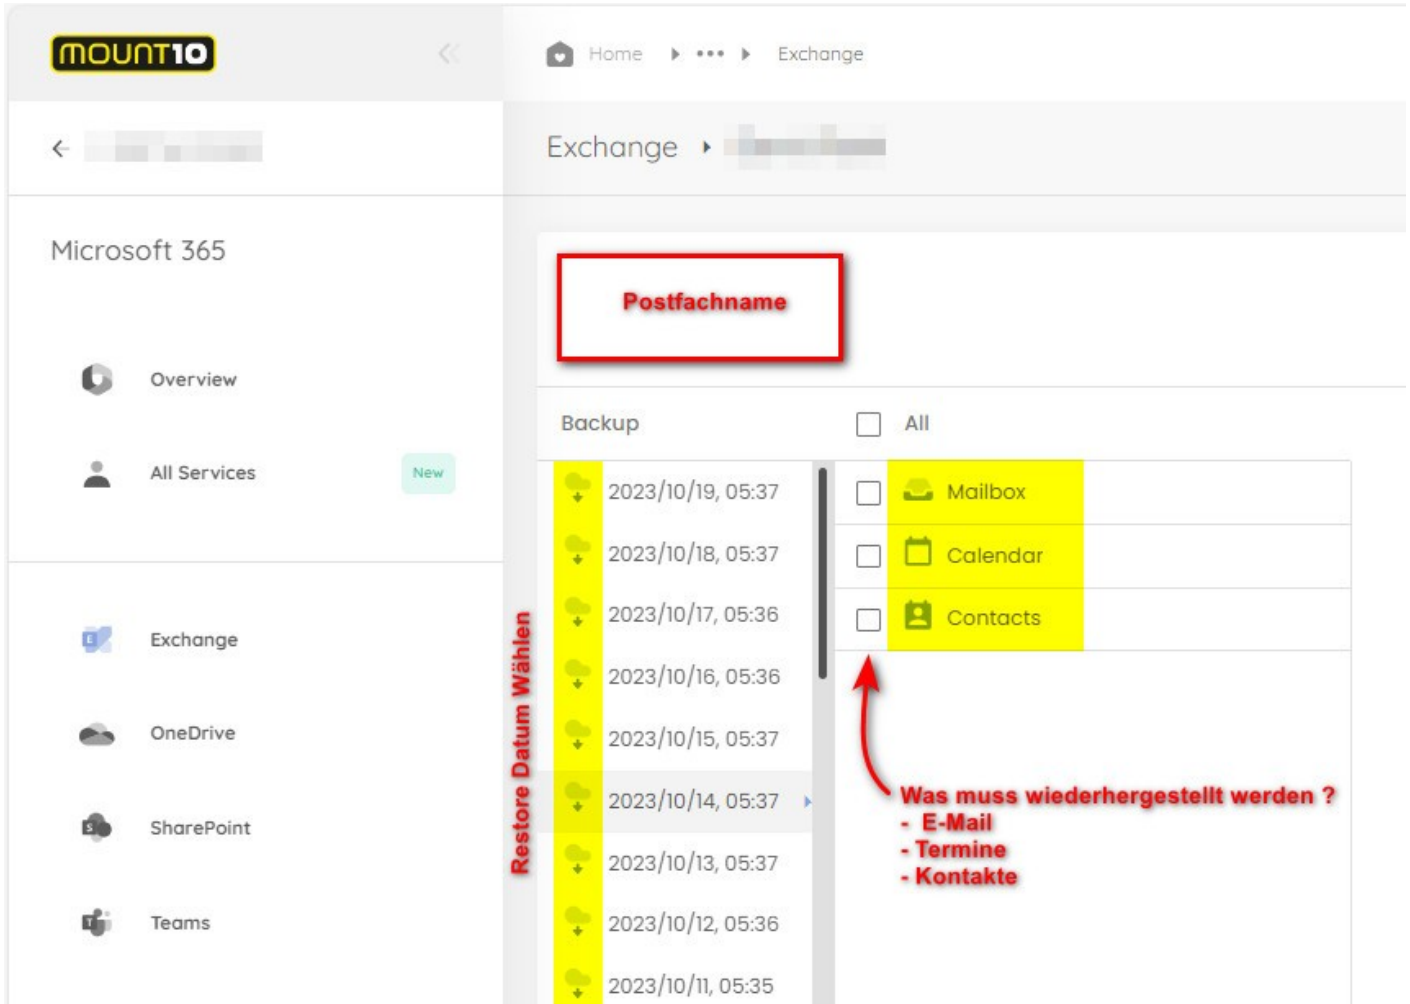 MOUNT10
Home ••• Exchange
Exchange
Microsoft 365
Overview
All Services New
Exchange
OneDrive
SharePoint
Teams
Postfachname
Backup
All
Restore Datum Wählen
2023/10/19, 05:37
2023/10/18, 05:37
2023/10/17, 05:36
2023/10/16, 05:36
2023/10/15, 05:37
2023/10/14, 05:37
2023/10/13, 05:37
2023/10/12, 05:36
2023/10/11, 05:35
Mailbox
Calendar
Contacts
Was muss wiederhergestellt werden ?
- E-Mail
- Termine
- Kontakte